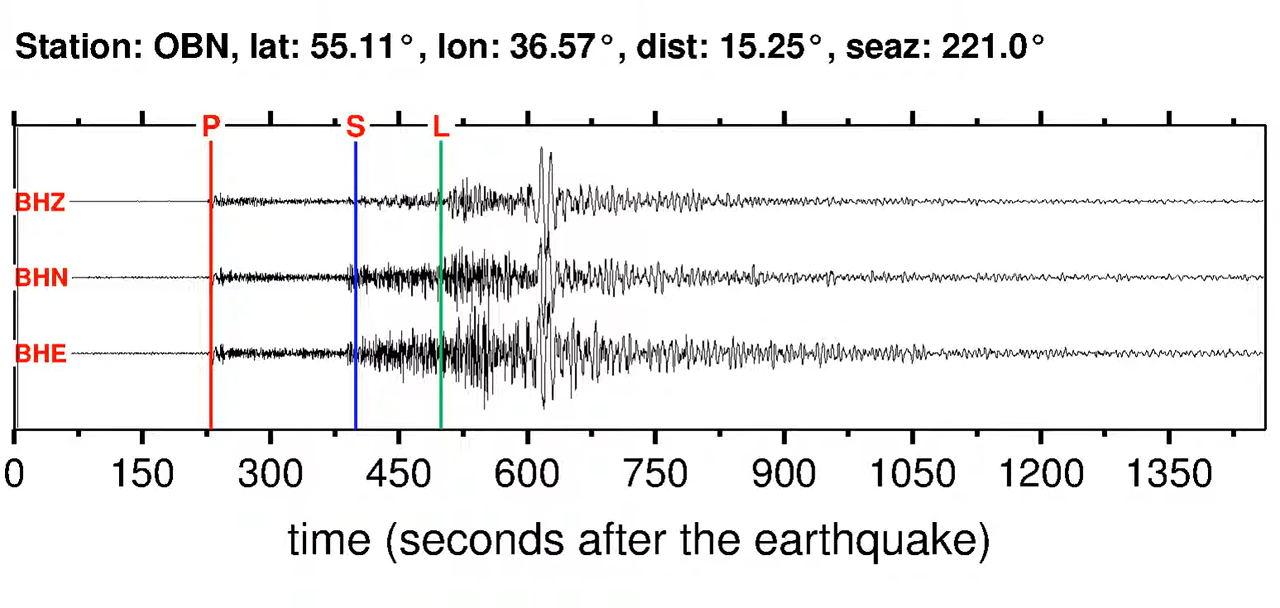 Station: OBN, lat: 55.11°, lon: 36.57°, dist: 15.25°, seaz: 221.0°
P S L
BHZ
BHN
BHE
0 150 300 450 600 750 900 1050 1200 1350
time (seconds after the earthquake)